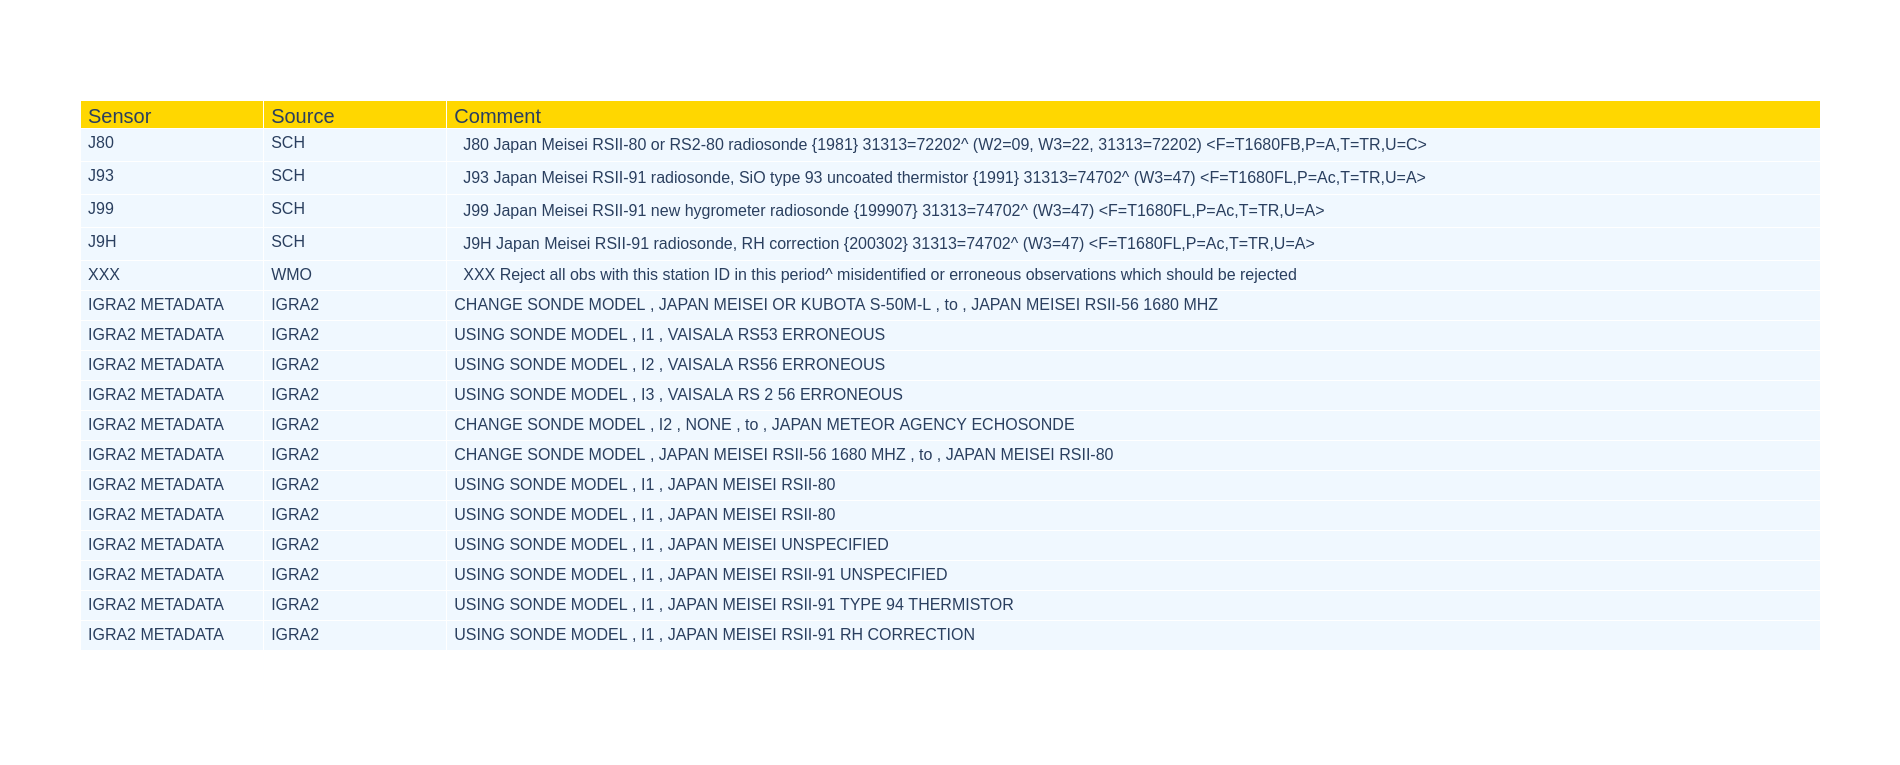 Sensor Source Comment
J80 SCH J80 Japan Meisei RSII-80 or RS2-80 radiosonde {1981} 31313=72202^ (W2=09, W3=22, 31313=72202) <F=T1680FB,P=A,T=TR,U=C>
J93 SCH J93 Japan Meisei RSII-91 radiosonde, SiO type 93 uncoated thermistor {1991} 31313=74702^ (W3=47) <F=T1680FL,P=Ac,T=TR,U=A>
J99 SCH J99 Japan Meisei RSII-91 new hygrometer radiosonde {199907} 31313=74702^ (W3=47) <F=T1680FL,P=Ac,T=TR,U=A>
J9H SCH J9H Japan Meisei RSII-91 radiosonde, RH correction {200302} 31313=74702^ (W3=47) <F=T1680FL,P=Ac,T=TR,U=A>
XXX WMO XXX Reject all obs with this station ID in this period^ misidentified or erroneous observations which should be rejected
IGRA2 METADATA IGRA2 CHANGE SONDE MODEL , JAPAN MEISEI OR KUBOTA S-50M-L , to , JAPAN MEISEI RSII-56 1680 MHZ
IGRA2 METADATA IGRA2 USING SONDE MODEL , I1 , VAISALA RS53 ERRONEOUS
IGRA2 METADATA IGRA2 USING SONDE MODEL , I2 , VAISALA RS56 ERRONEOUS
IGRA2 METADATA IGRA2 USING SONDE MODEL , I3 , VAISALA RS 2 56 ERRONEOUS
IGRA2 METADATA IGRA2 CHANGE SONDE MODEL , I2 , NONE , to , JAPAN METEOR AGENCY ECHOSONDE
IGRA2 METADATA IGRA2 CHANGE SONDE MODEL , JAPAN MEISEI RSII-56 1680 MHZ , to , JAPAN MEISEI RSII-80
IGRA2 METADATA IGRA2 USING SONDE MODEL , I1 , JAPAN MEISEI RSII-80
IGRA2 METADATA IGRA2 USING SONDE MODEL , I1 , JAPAN MEISEI RSII-80
IGRA2 METADATA IGRA2 USING SONDE MODEL , I1 , JAPAN MEISEI UNSPECIFIED
IGRA2 METADATA IGRA2 USING SONDE MODEL , I1 , JAPAN MEISEI RSII-91 UNSPECIFIED
IGRA2 METADATA IGRA2 USING SONDE MODEL , I1 , JAPAN MEISEI RSII-91 TYPE 94 THERMISTOR
IGRA2 METADATA IGRA2 USING SONDE MODEL , I1 , JAPAN MEISEI RSII-91 RH CORRECTION